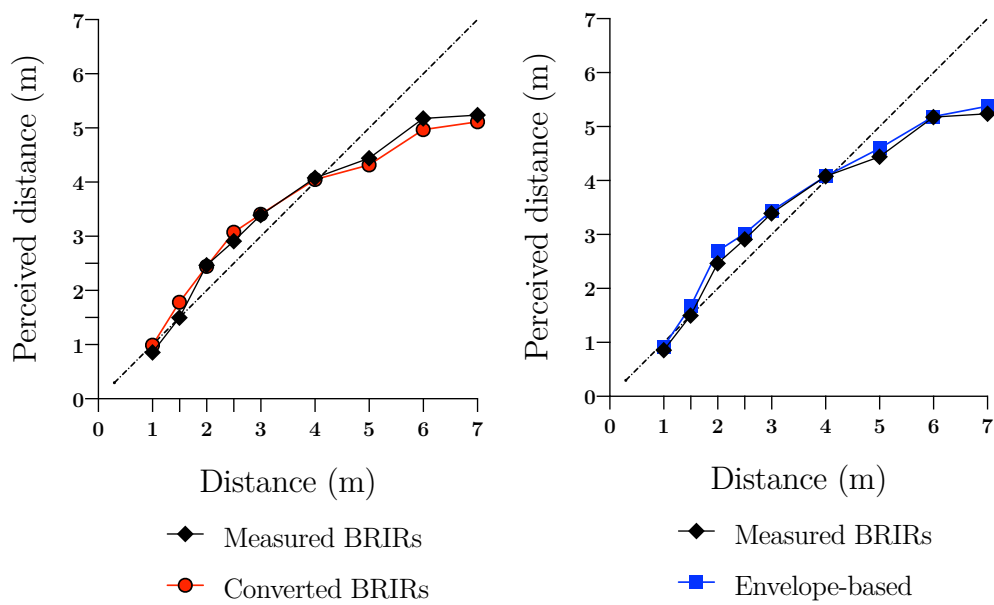 7
6
5
4
3
2
1
0
Perceived distance (m)
0 1 2 3 4 5 6 7
Distance (m)
Measured BRIRs
Converted BRIRs
7
6
5
4
3
2
1
0
Perceived distance (m)
0 1 2 3 4 5 6 7
Distance (m)
Measured BRIRs
Envelope-based